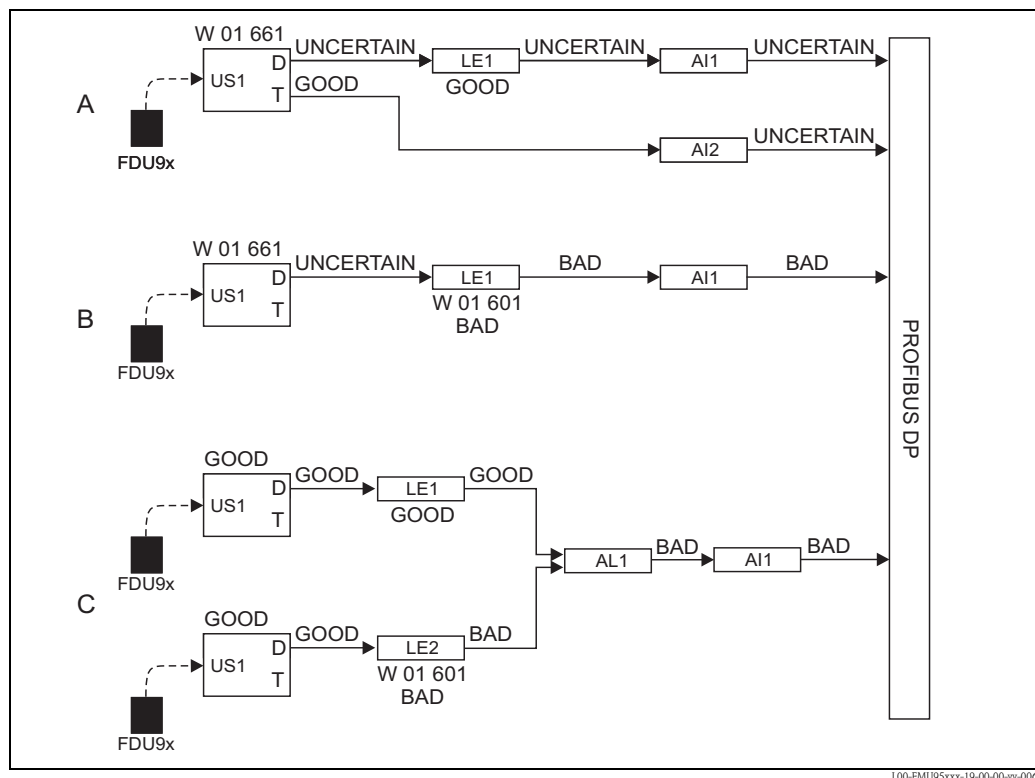 W 01 661
UNCERTAIN
UNCERTAIN
UNCERTAIN
D
LE1
AI1
US1
GOOD
GOOD
T
A
UNCERTAIN
AI2
FDU9x
W 01 661
UNCERTAIN
BAD
BAD
D
LE1
AI1
US1
W 01 601
T
BAD
B
FDU9x
PROFIBUS DP
GOOD
GOOD
GOOD
D
LE1
US1
GOOD
T
BAD
BAD
AL1
AI1
FDU9x
C
GOOD
GOOD
BAD
D
LE2
US1
W 01 601
T
BAD
FDU9x